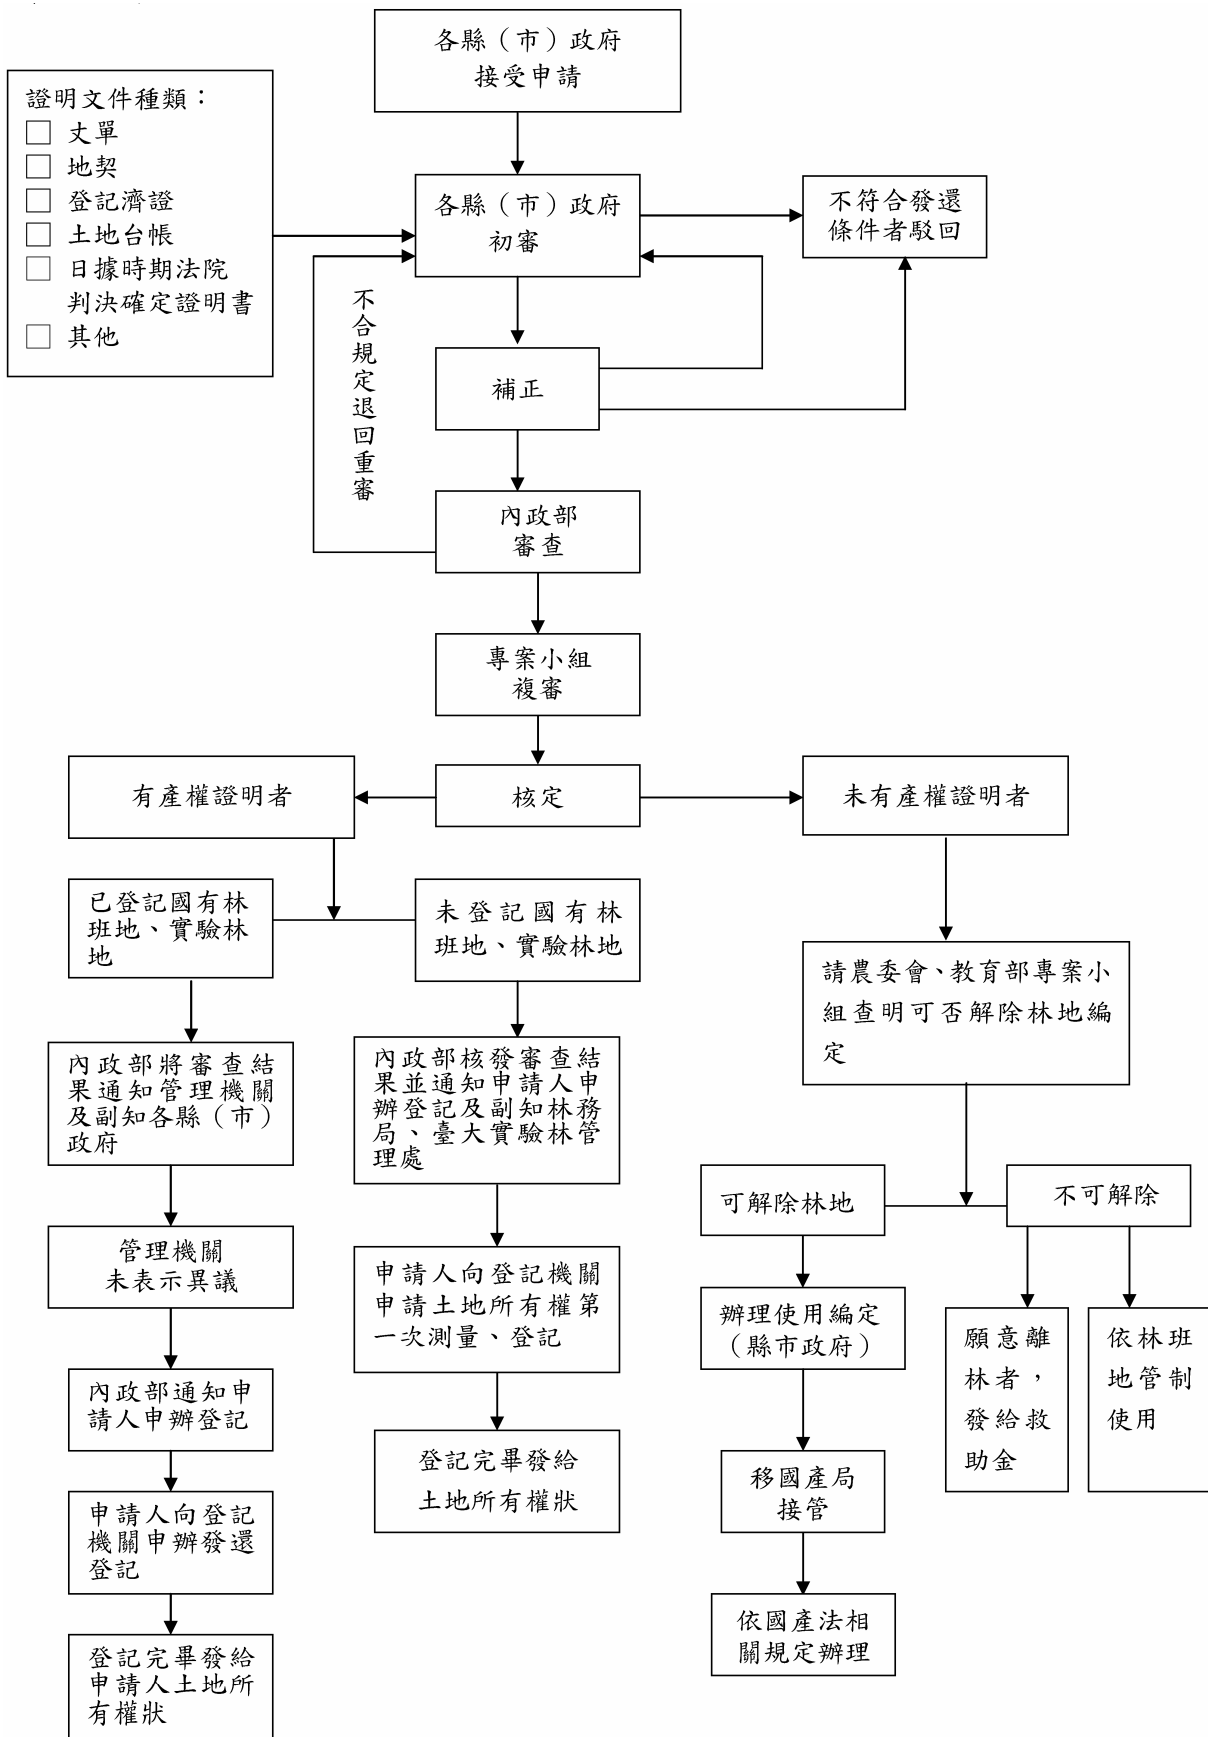 各縣（市）政府
接受申請
證明文件種類：
□ 丈單
□ 地契
□ 登記濟證
□ 土地台帳
□ 日據時期法院
判決確定證明書
□ 其他
各縣（市）政府
初審
不符合發還
條件者駁回
不合規定退回重審
補正
內政部
審查
專案小組
複審
核定
有產權證明者
未有產權證明者
已登記國有林
班地、實驗林
地
未登記國有林
班地、實驗林地
請農委會、教育部專案小
組查明可否解除林地編
定
內政部將審查結
果通知管理機關
及副知各縣（市）
政府
內政部核發審查結
果並通知申請人申
辦登記及副知林務
局、臺大實驗林管
理處
可解除林地
不可解除
管理機關
未表示異議
申請人向登記機關
申請土地所有權第
一次測量、登記
辦理使用編定
（縣市政府）
願意離
林者，
發給救
助金
依林班
地管制
使用
內政部通知申
請人申辦登記
登記完畢發給
土地所有權狀
移國產局
接管
申請人向登記
機關申辦發還
登記
依國產法相
關規定辦理
登記完畢發給
申請人土地所
有權狀